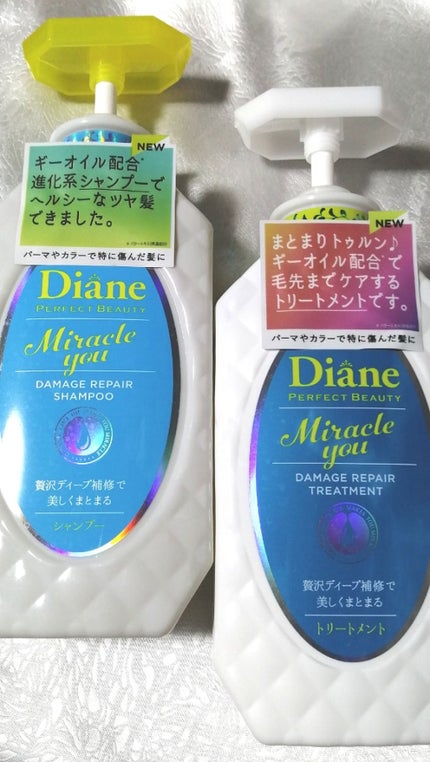 NEW
ギーオイル配合*
進化系シャンプーで
ヘルシーなツヤ髪
できました。
パーマやカラーで特に傷んだ髪に
Diane
PERFECT BEAUTY
Miracle
you
DAMAGE REPAIR
SHAMPOO
贅沢ディープ補修で
美しくまとまる
シャンプー
NEW
まとまりトゥルン♪
ギーオイル配合*で
毛先までケアする
トリートメントです。
パーマやカラーで特に傷んだ髪に
Diane
PERFECT BEAUTY
Miracle
you
DAMAGE REPAIR
TREATMENT
贅沢ディープ補修で
美しくまとまる
トリートメント